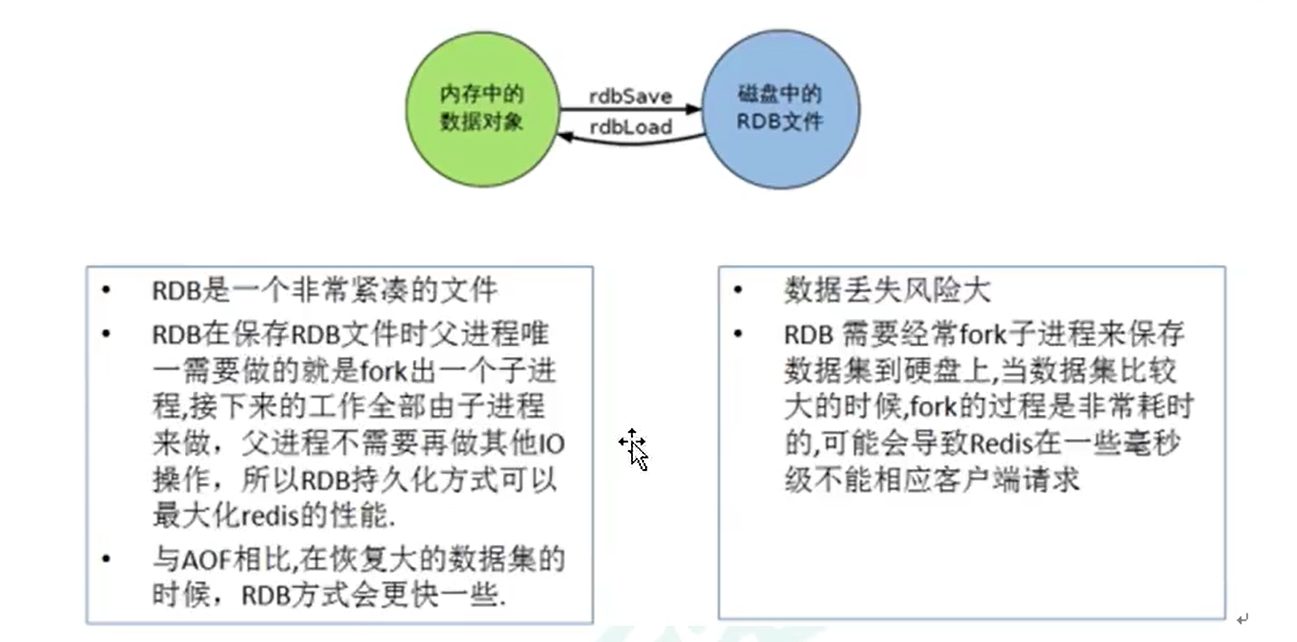 内存中的
数据对象
rdbSave
rdbLoad
磁盘中的
RDB文件
• RDB是一个非常紧凑的文件
• RDB在保存RDB文件时父进程唯
一需要做的就是fork出一个子进
程,接下来的工作全部由子进程
来做，父进程不需要再做其他IO
操作，所以RDB持久化方式可以
最大化redis的性能.
• 与AOF相比,在恢复大的数据集的
时候，RDB方式会更快一些.
• 数据丢失风险大
• RDB 需要经常fork子进程来保存
数据集到硬盘上,当数据集比较
大的时候,fork的过程是非常耗时
的,可能会导致Redis在一些毫秒
级不能相应客户端请求